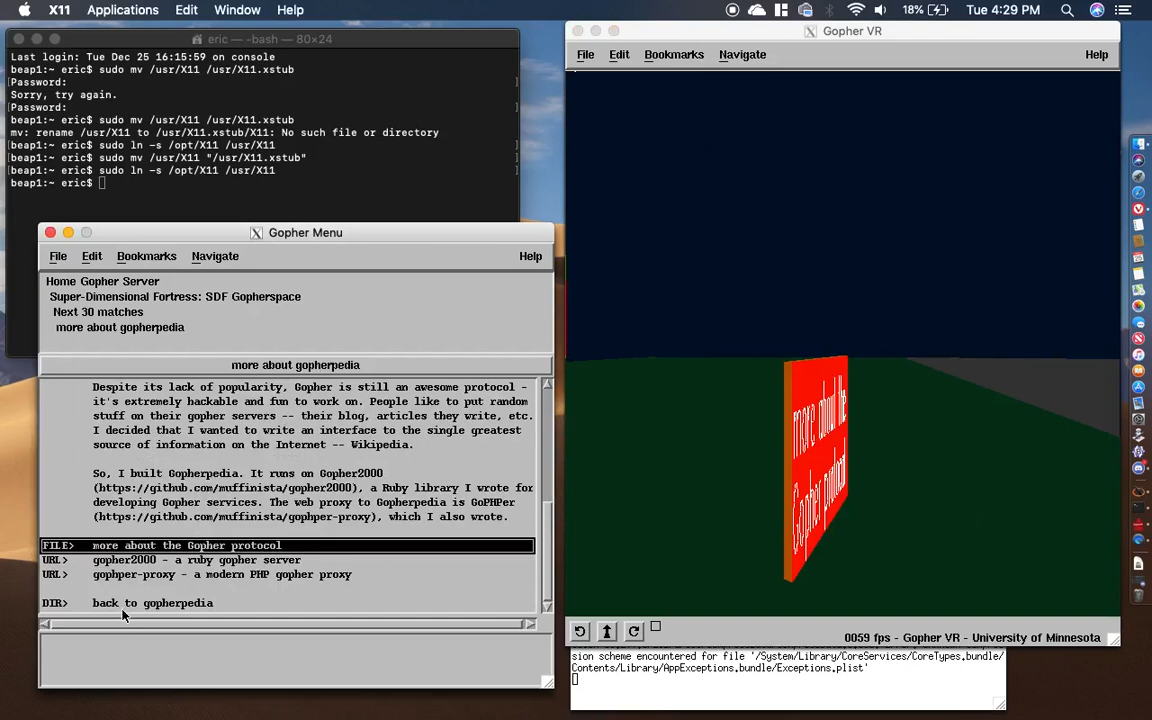 X11 Applications Edit Window Help
18% Tue 4:29 PM
eric — -bash — 80×24
Last login: Tue Dec 25 16:15:59 on console
beap1:~ eric$ sudo mv /usr/X11 /usr/X11.xstub
[Password:
Sorry, try again.
Password:
beap1:~ eric$ sudo mv /usr/X11 /usr/X11.xstub
mv: rename /usr/X11 to /usr/X11.xstub/X11: No such file or directory
[beap1:~ eric$ sudo ln -s /opt/X11 /usr/X11 ]
[beap1:~ eric$ sudo mv /usr/X11 "/usr/X11.xstub" ]
[beap1:~ eric$ sudo ln -s /opt/X11 /usr/X11 ]
beap1:~ eric$
X Gopher Menu
File Edit Bookmarks Navigate Help
Home Gopher Server
Super-Dimensional Fortress: SDF Gopherspace
Next 30 matches
more about gopherpedia
more about gopherpedia
Despite its lack of popularity, Gopher is still an awesome protocol -
it's extremely hackable and fun to work on. People like to put random
stuff on their gopher servers -- their blog, articles they write, etc.
I decided that I wanted to write an interface to the single greatest
source of information on the Internet -- Wikipedia.
So, I built Gopherpedia. It runs on Gopher2000
(https://github.com/muffinista/gopher2000), a Ruby library I wrote for
developing Gopher services. The web proxy to Gopherpedia is GoPHPer
(https://github.com/muffinista/gophper-proxy), which I also wrote.
FILE> more about the Gopher protocol
URL> gopher2000 - a ruby gopher server
URL> gophper-proxy - a modern PHP gopher proxy
DIR> back to gopherpedia
X Gopher VR
File Edit Bookmarks Navigate Help
more about the
Gopher protocol
0059 fps - Gopher VR - University of Minnesota
sion scheme encountered for file '/System/Library/CoreServices/CoreTypes.bundle/
Contents/Library/AppExceptions.bundle/Exceptions.plist'